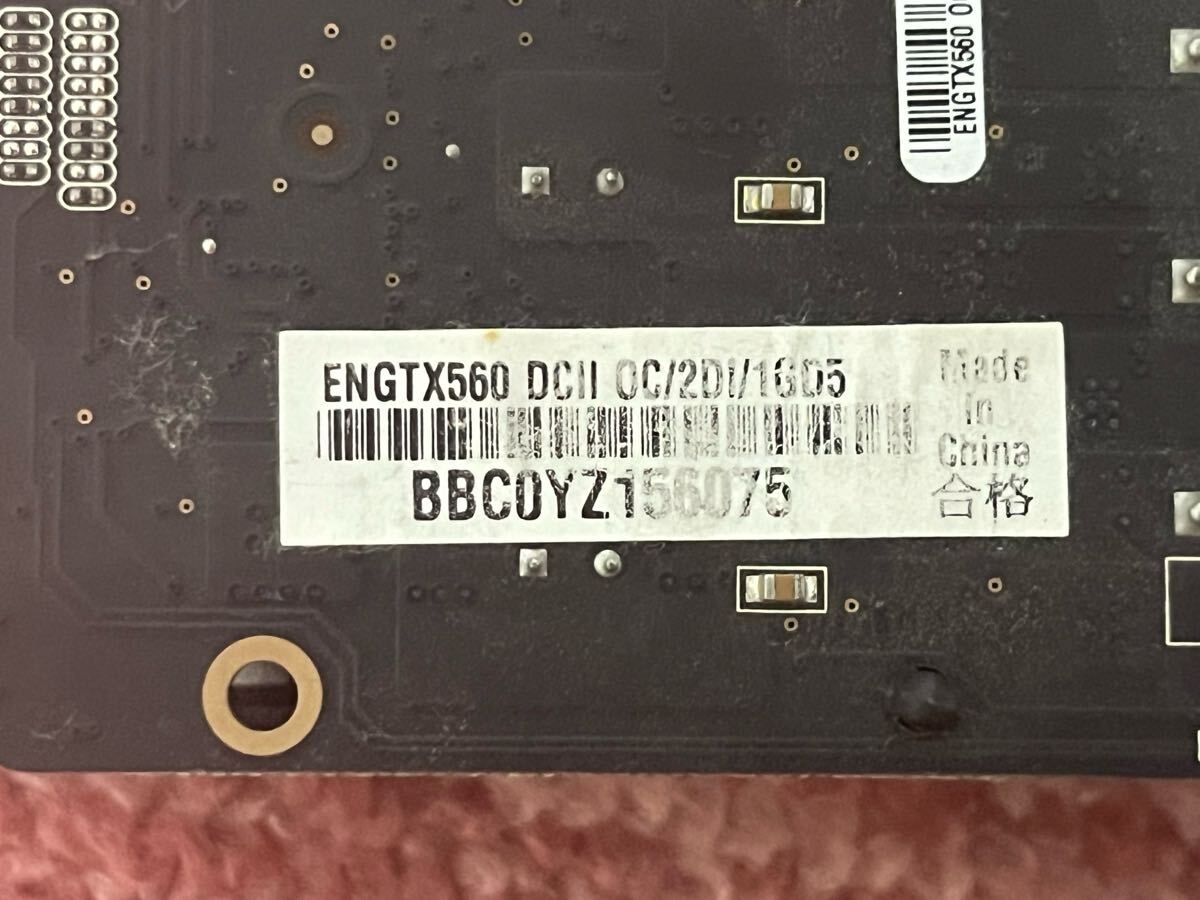 ENGTX560 O
ENGTX560 DCII OC/2DI/1GD5
BBC0YZ156075
Made
in
China
合格